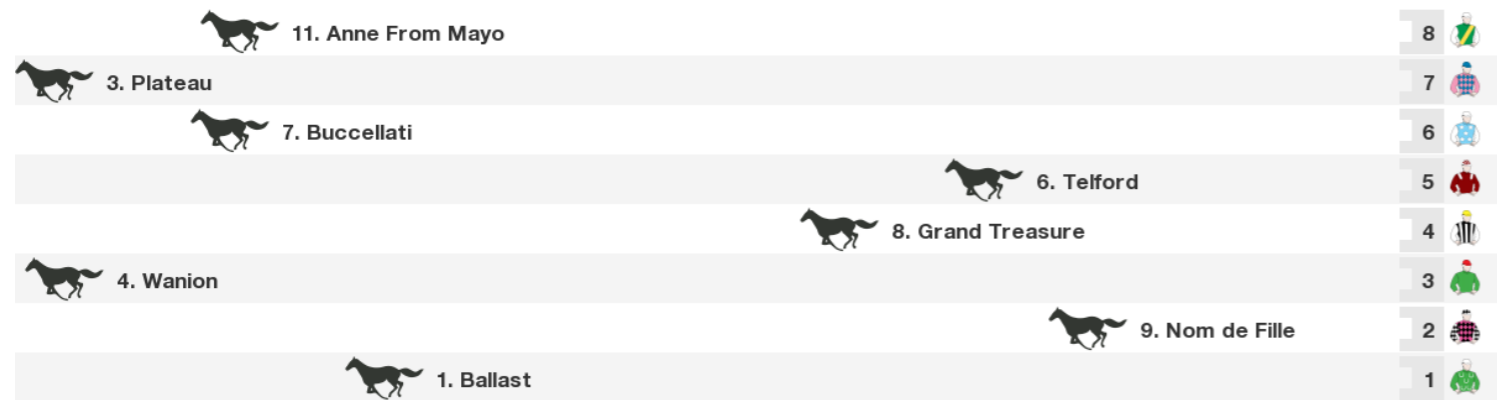 11. Anne From Mayo 8
3. Plateau 7
7. Buccellati 6
6. Telford 5
8. Grand Treasure 4
4. Wanion 3
9. Nom de Fille 2
1. Ballast 1